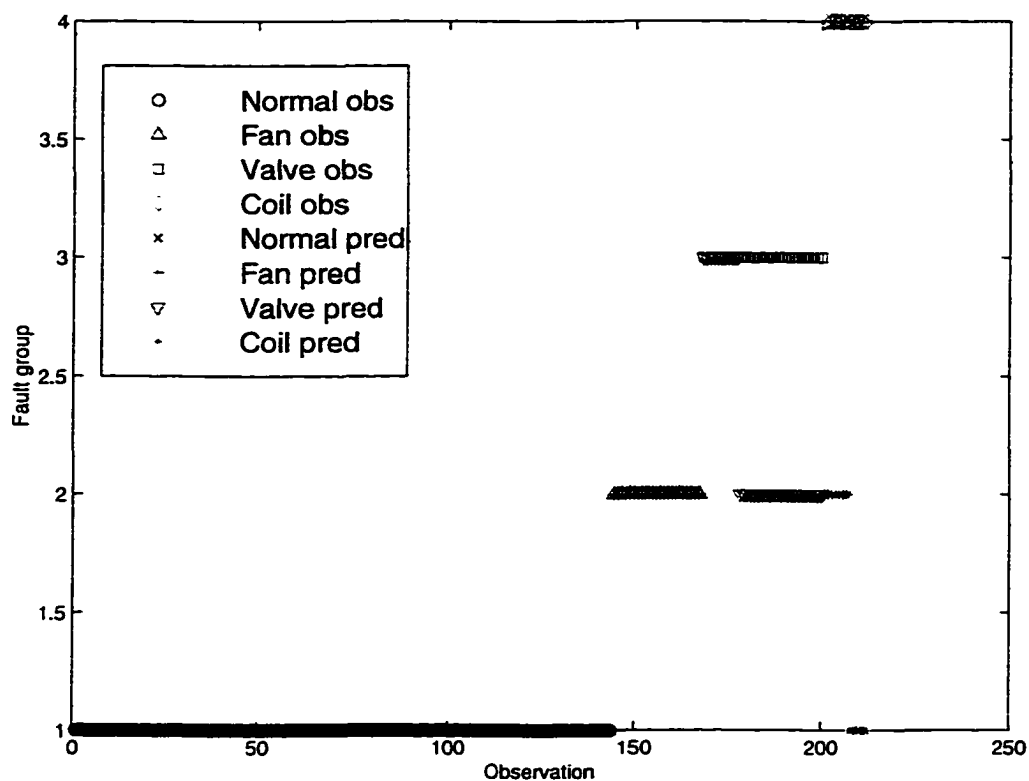 4
3.5
3
2.5
2
1.5
1
Fault group
Normal obs
Fan obs
Valve obs
Coil obs
Normal pred
Fan pred
Valve pred
Coil pred
0
50
100
150
200
250
Observation